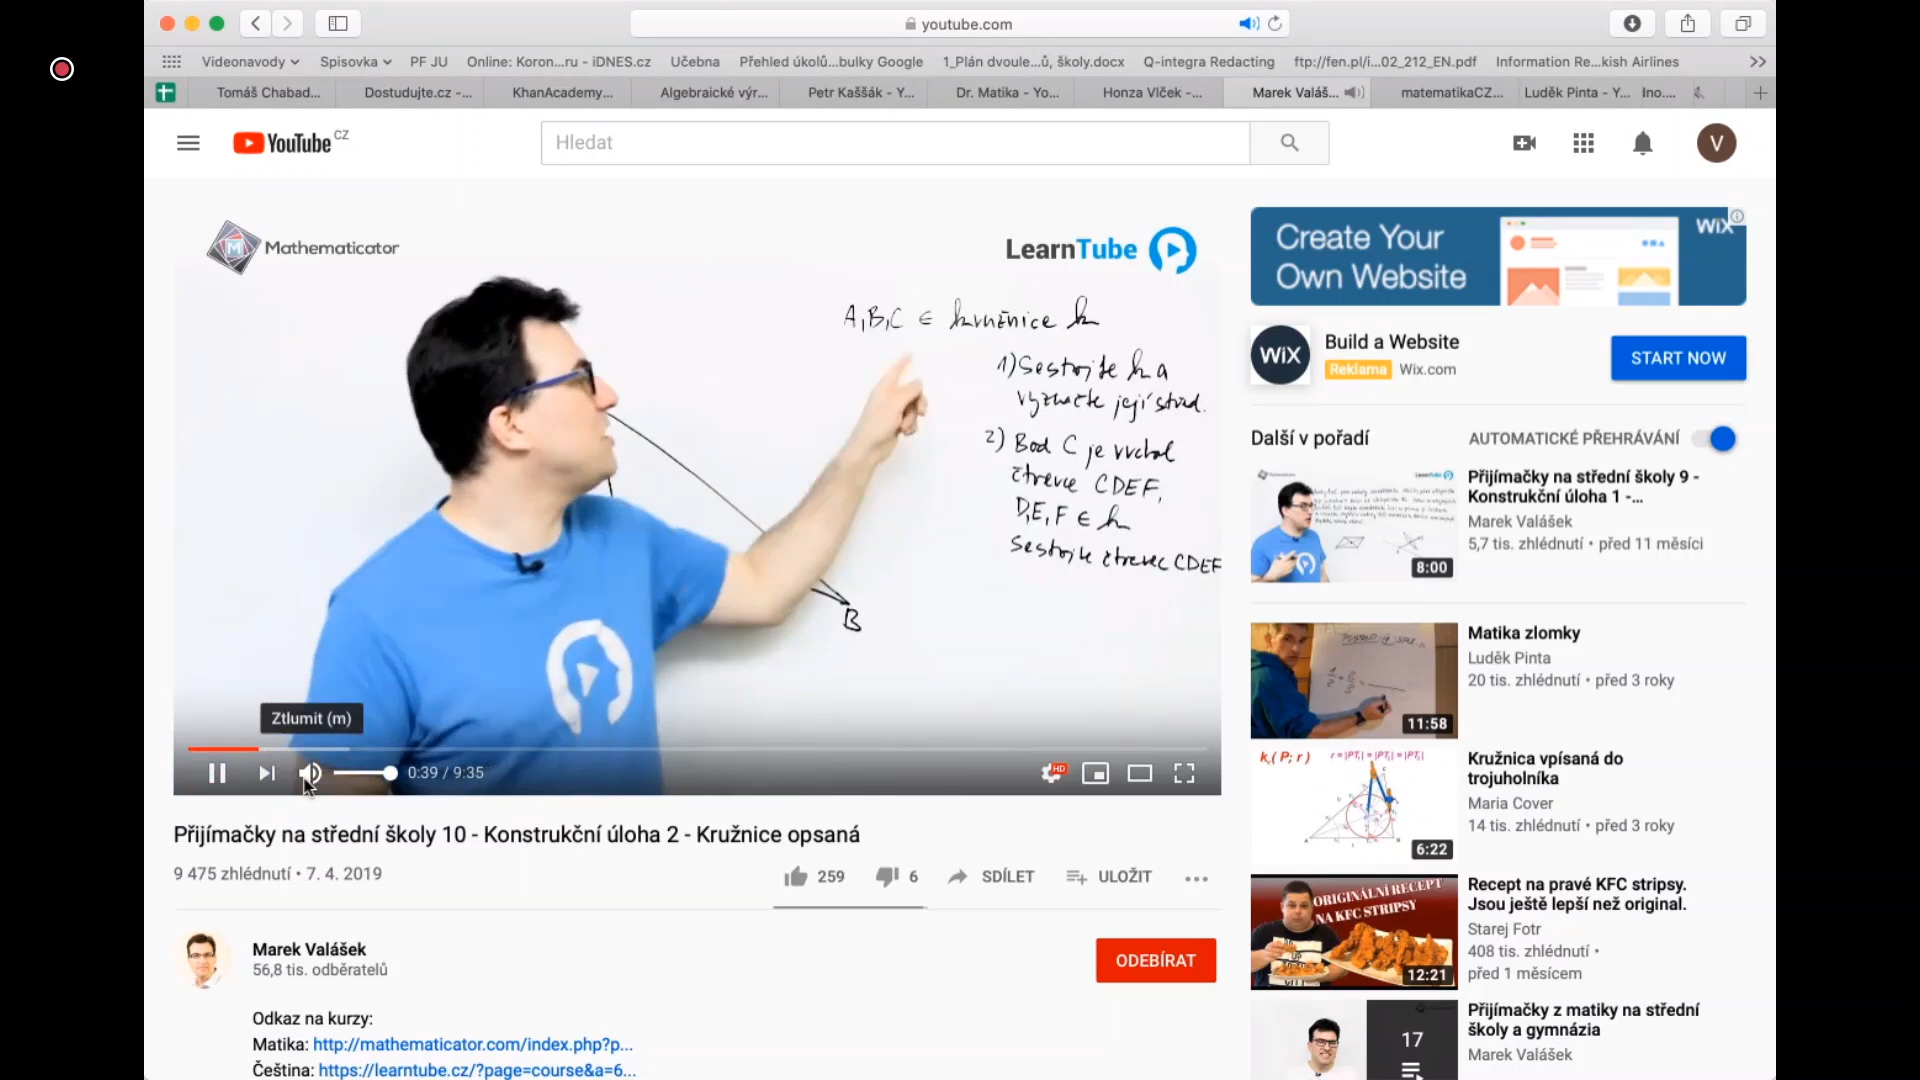 youtube.com
Videonavody
Spisovka
PF JU
Online: Koron...ru - iDNES.cz
Učebna
Přehled úkolů...bulky Google
1_Plán dvoule...ů, školy.docx
Q-integra Redacting
ftp://fen.pl/i...02_212_EN.pdf
Information Re...kish Airlines
Tomáš Chabad...
Dostudujte.cz -...
KhanAcademy...
Algebraické výr...
Petr Kaššák - Y...
Dr. Matika - Yo...
Honza Vlček -...
Marek Valáš...
matematikaCZ...
Luděk Pinta - Y...
Ino....
YouTube CZ
Hledat
V
Mathematicator
LearnTube
A,B,C ∈ kružnice k
1) Sestrojte k a
vyznačte její střed.
2) Bod C je vrchol
čtverce CDEF,
D,E,F ∈ k
Sestrojte čtverec CDEF
B
Ztlumit (m)
0:39 / 9:35
HD
Přijímačky na střední školy 10 - Konstrukční úloha 2 - Kružnice opsaná
9 475 zhlédnutí • 7. 4. 2019
259
6
SDÍLET
ULOŽIT
Marek Valášek
56,8 tis. odběratelů
ODEBÍRAT
Odkaz na kurzy:
Matika: http://mathematicator.com/index.php?p...
Čeština: https://learntube.cz/?page=course&a=6...
Create Your
Own Website
WiX
WiX
Build a Website
Reklama Wix.com
START NOW
Další v pořadí
AUTOMATICKÉ PŘEHRÁVÁNÍ
Přijímačky na střední školy 9 -
Konstrukční úloha 1 -...
Marek Valášek
5,7 tis. zhlédnutí • před 11 měsíci
8:00
Matika zlomky
Luděk Pinta
20 tis. zhlédnutí • před 3 roky
11:58
k₁( P; r ) r = |PT₁| = |PT₂| = |PT₃|
Kružnica vpísaná do
trojuholníka
Maria Cover
14 tis. zhlédnutí • před 3 roky
6:22
ORIGINÁLNÍ RECEPT
NA KFC STRIPSY
Recept na pravé KFC stripsy.
Jsou ještě lepší než original.
Starej Fotr
408 tis. zhlédnutí •
před 1 měsícem
12:21
Přijímačky z matiky na střední
školy a gymnázia
Marek Valášek
17